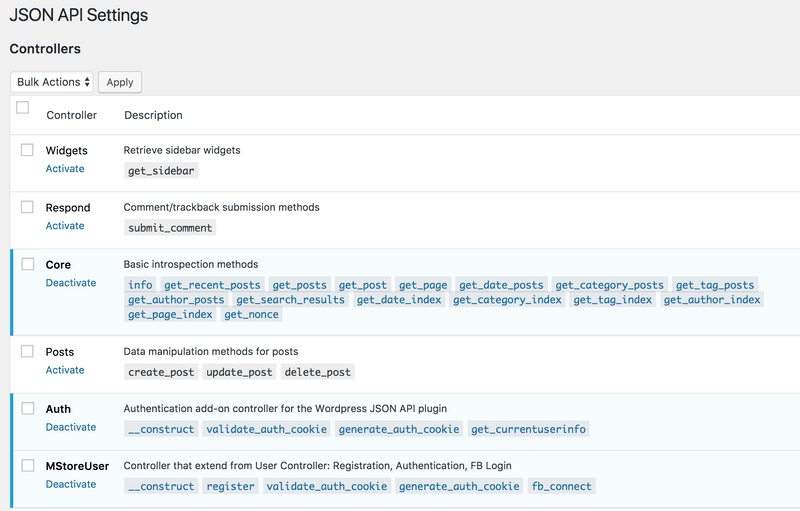 JSON API Settings
Controllers
Bulk Actions Apply
Controller Description
Widgets Retrieve sidebar widgets
Activate get_sidebar
Respond Comment/trackback submission methods
Activate submit_comment
Core Basic introspection methods
Deactivate info get_recent_posts get_posts get_post get_page get_date_posts get_category_posts get_tag_posts
get_author_posts get_search_results get_date_index get_category_index get_tag_index get_author_index
get_page_index get_nonce
Posts Data manipulation methods for posts
Activate create_post update_post delete_post
Auth Authentication add-on controller for the Wordpress JSON API plugin
Deactivate __construct validate_auth_cookie generate_auth_cookie get_currentuserinfo
MStoreUser Controller that extend from User Controller: Registration, Authentication, FB Login
Deactivate __construct register validate_auth_cookie generate_auth_cookie fb_connect